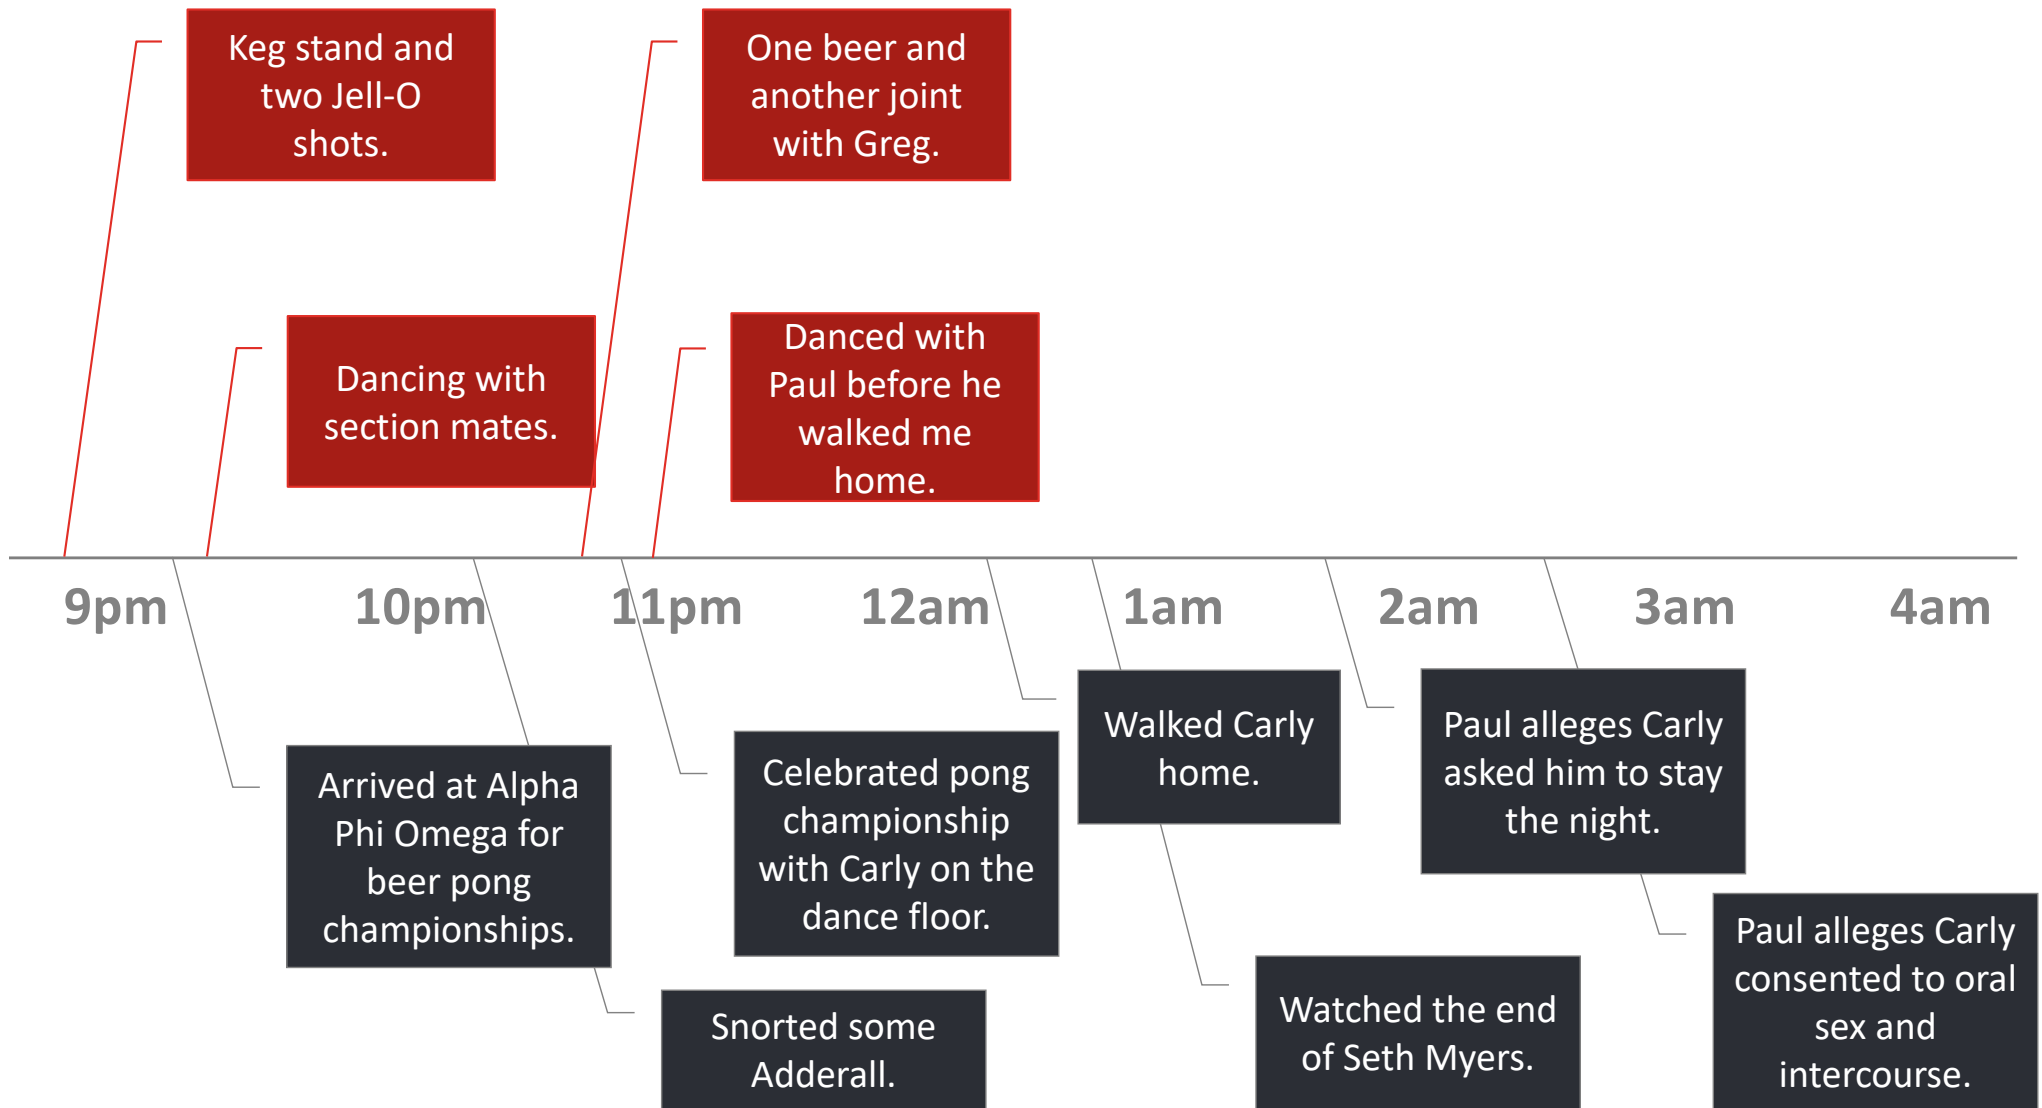 Keg stand and
two Jell-O
shots.
One beer and
another joint
with Greg.
Dancing with
section mates.
Danced with
Paul before he
walked me
home.
9pm
10pm
11pm
12am
1am
2am
3am
4am
Arrived at Alpha
Phi Omega for
beer pong
championships.
Snorted some
Adderall.
Celebrated pong
championship
with Carly on the
dance floor.
Walked Carly
home.
Watched the end
of Seth Myers.
Paul alleges Carly
asked him to stay
the night.
Paul alleges Carly
consented to oral
sex and
intercourse.